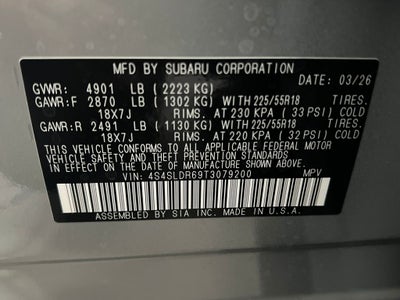 MFD BY SUBARU CORPORATION
DATE: 03/26
GVWR: 4901 LB ( 2223 KG)
GAWR:F 2870 LB ( 1302 KG) WITH 225/55R18 TIRES.
18X7J RIMS. AT 230 KPA ( 33 PSI) COLD
GAWR:R 2491 LB ( 1130 KG) WITH 225/55R18 TIRES.
18X7J RIMS. AT 220 KPA ( 32 PSI) COLD
THIS VEHICLE CONFORMS TO ALL APPLICABLE FEDERAL MOTOR
VEHICLE SAFETY AND THEFT PREVENTION STANDARDS IN EFFECT
ON THE DATE OF MANUFACTURE SHOWN ABOVE.
VIN: 4S4SLDR69T3079200 MPV
ASSEMBLED BY SIA INC. MADE IN U.S.A.